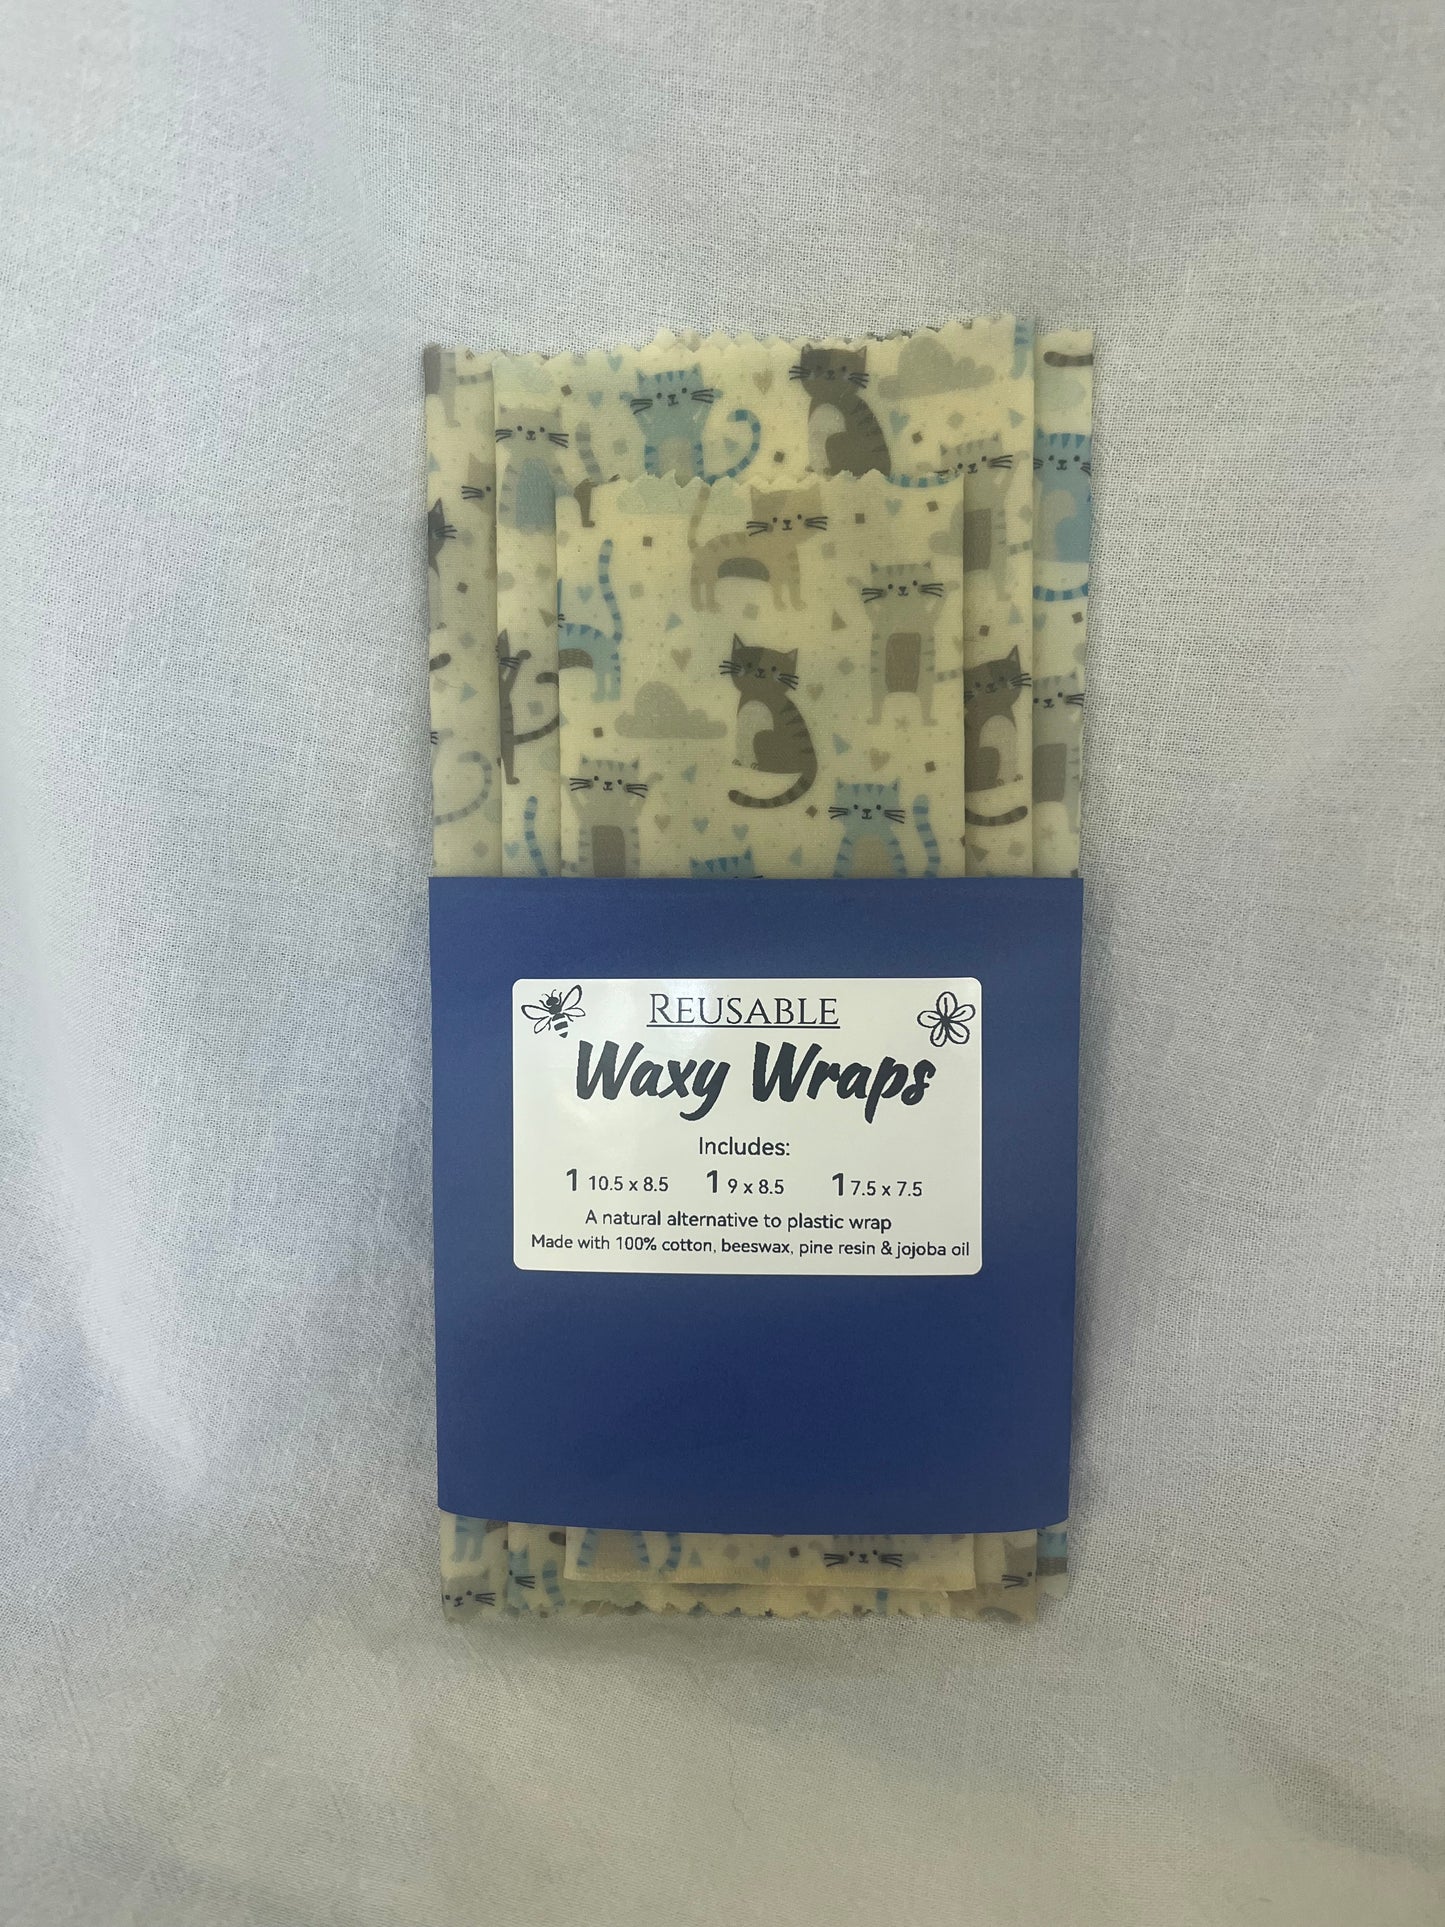 REUSABLE
Waxy Wraps
Includes:
1 10.5 x 8.5 1 9 x 8.5 1 7.5 x 7.5
A natural alternative to plastic wrap
Made with 100% cotton, beeswax, pine resin & jojoba oil